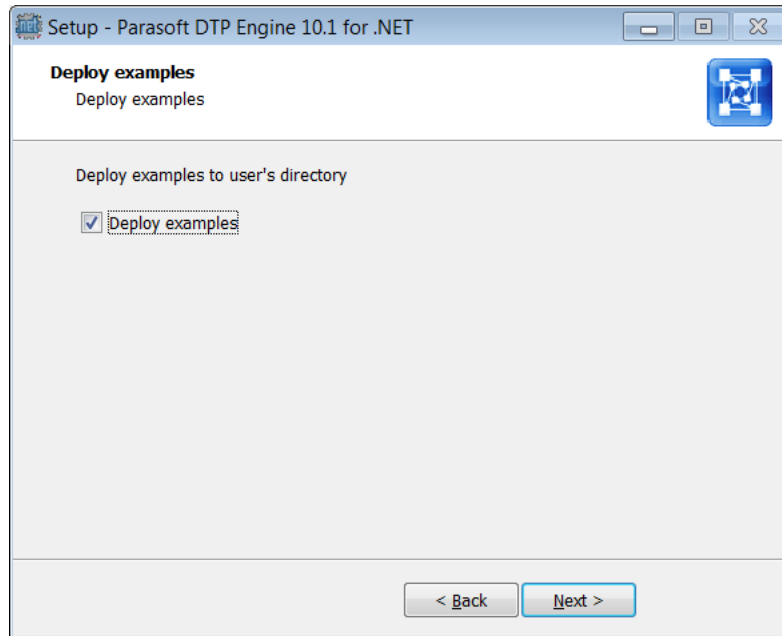 Setup - Parasoft DTP Engine 10.1 for .NET
Deploy examples
Deploy examples
Deploy examples to user's directory
Deploy examples
< Back Next >